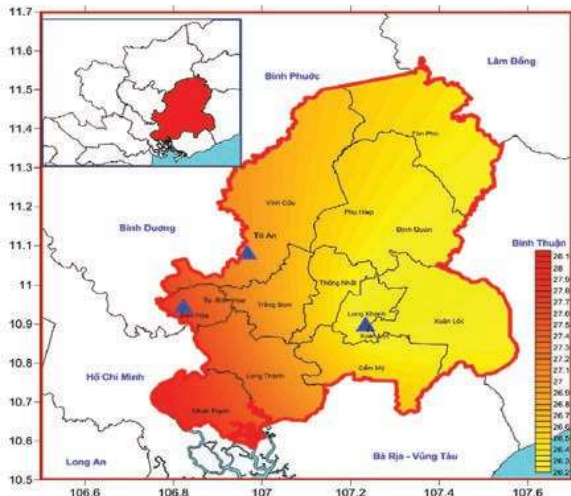 11.7
11.6
11.5
11.4
11.3
11.2
11.1
11
10.9
10.8
10.7
10.6
10.5
106.6
106.8
107
107.2
107.4
107.6
Bình Phước
Lâm Đồng
Tân Phú
Vĩnh Cửu
Phú Hiệp
Định Quán
Bình Dương
Trị An
Bình Thuận
Thống Nhất
Tp. Biên Hòa
Trảng Bom
Long Khánh
Xuân Lộc
Cẩm Mỹ
Hồ Chí Minh
Long Thành
Nhơn Trạch
Long An
Bà Rịa - Vũng Tàu
28.1
28
27.9
27.8
27.7
27.6
27.5
27.4
27.3
27.2
27.1
27
26.9
26.8
26.7
26.6
26.5
26.4
26.3
26.2